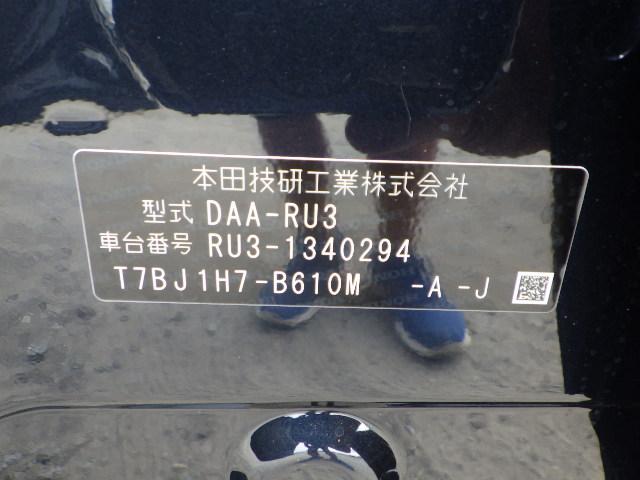 本田技研工業株式会社
型式 DAA-RU3
車台番号 RU3-1340294
T7BJ1H7-B610M -A -J